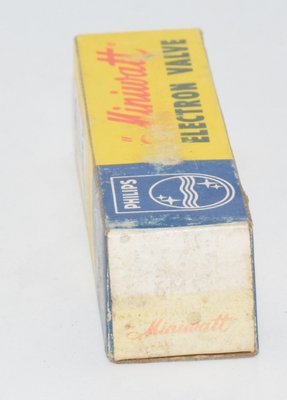 "Miniwatt"
ELECTRON VALVE
PHILIPS
Miniwatt